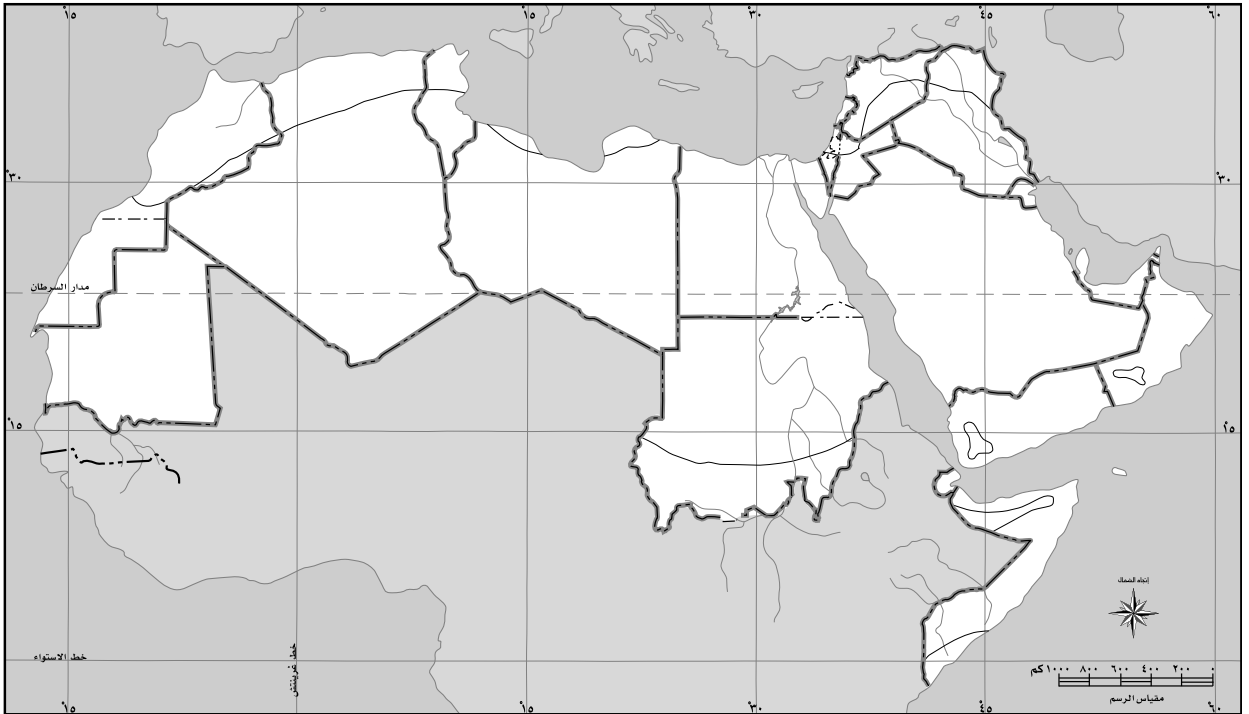 °١٥
°١٥
°٣٠
°٤٥
°٦٠
°٣٠
°٣٠
مدار السرطان
°١٥
°١٥
إتجاه الشمال
خط الاستواء
خط غرينتش
٠ ٢٠٠ ٤٠٠ ٦٠٠ ٨٠٠ ١٠٠٠ كم
مقياس الرسم
°١٥
°١٥
°٣٠
°٤٥
°٦٠